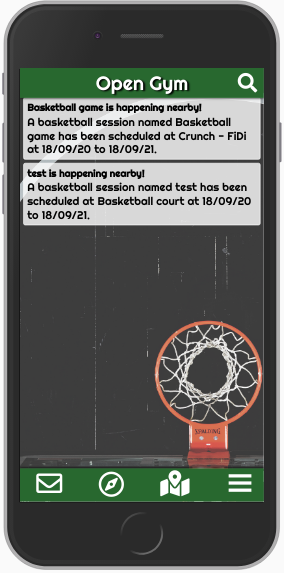 Open Gym
Basketball game is happening nearby!
A basketball session named Basketball
game has been scheduled at Crunch - FiDi
at 18/09/20 to 18/09/21.
test is happening nearby!
A basketball session named test has been
scheduled at Basketball court at 18/09/20
to 18/09/21.
SPALDING